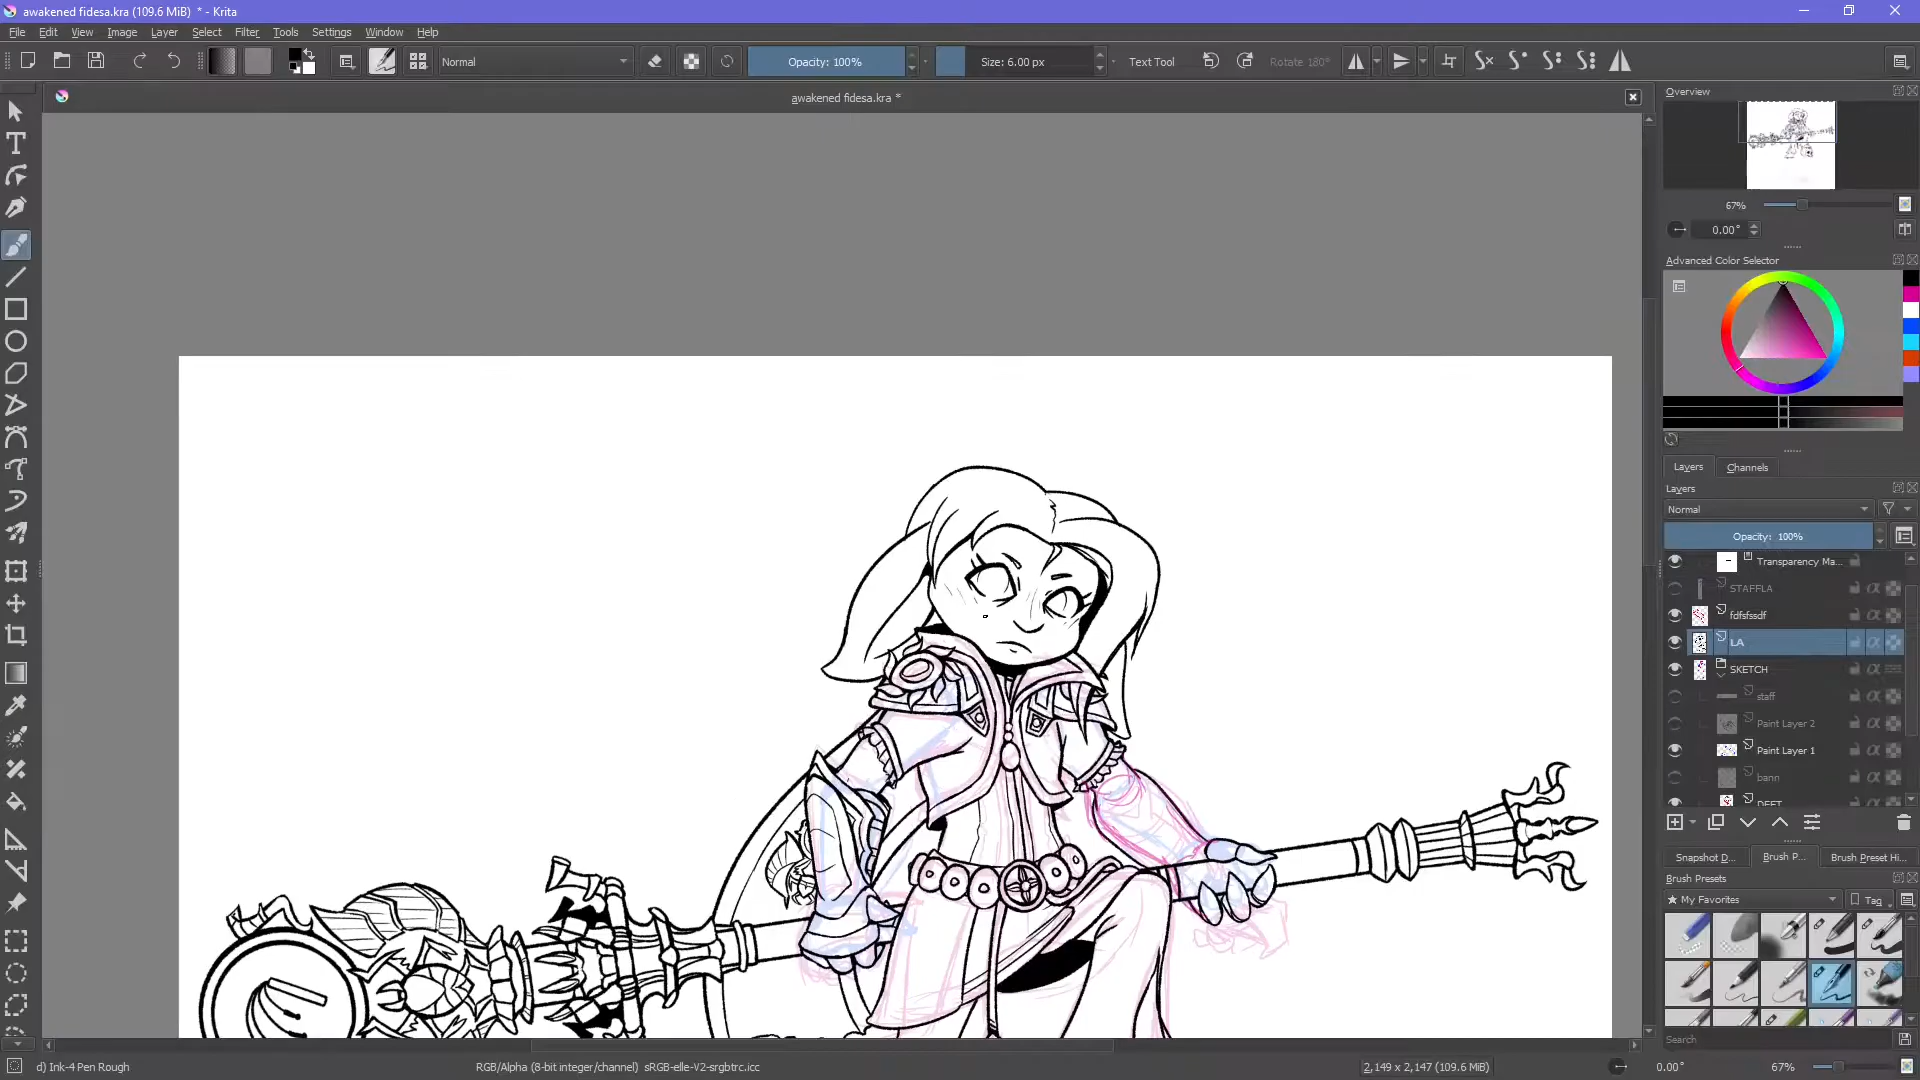 awakened fidesa.kra (109.6 MiB) * - Krita
File Edit View Image Layer Select Filter Tools Settings Window Help
Normal Opacity: 100% Size: 6.00 px Text Tool Rotate 180°
awakened fidesa.kra *
Overview
67%
0.00°
Advanced Color Selector
Layers Channels
Layers
Normal
Opacity: 100%
Transparency Ma...
STAFFLA
fdfsfssdf
LA
SKETCH
staff
Paint Layer 2
Paint Layer 1
bann
Snapshot D... Brush P... Brush Preset Hi...
Brush Presets
★ My Favorites Tag
Search
d) Ink-4 Pen Rough RGB/Alpha (8-bit integer/channel) sRGB-elle-V2-srgbtrc.icc 2,149 x 2,147 (109.6 MiB) 0.00° 67%